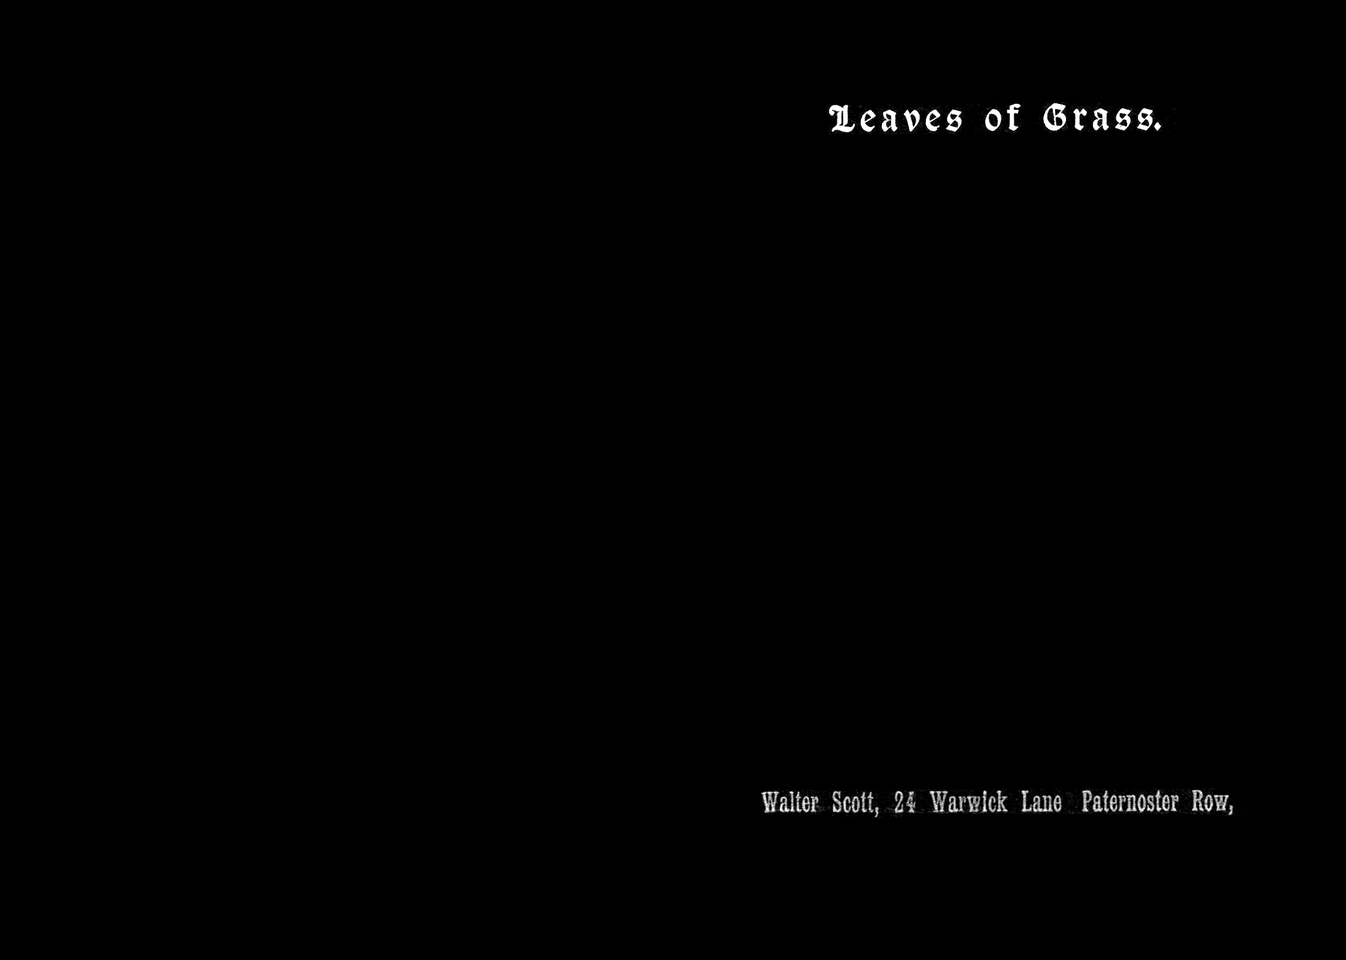 Leaves of Grass.
Walter Scott, 24 Warwick Lane Paternoster Row,